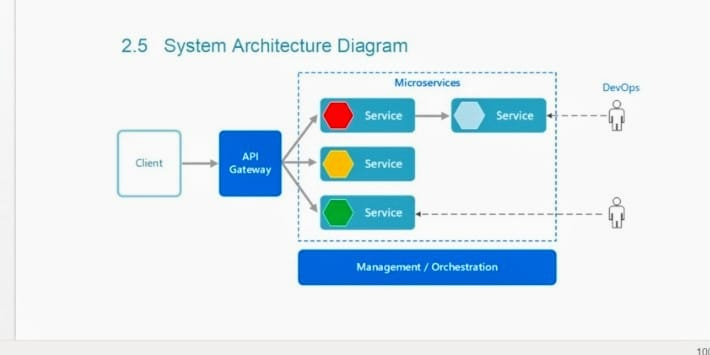 2.5 System Architecture Diagram
Microservices
DevOps
Service
Service
Client
API
Gateway
Service
Service
Management / Orchestration